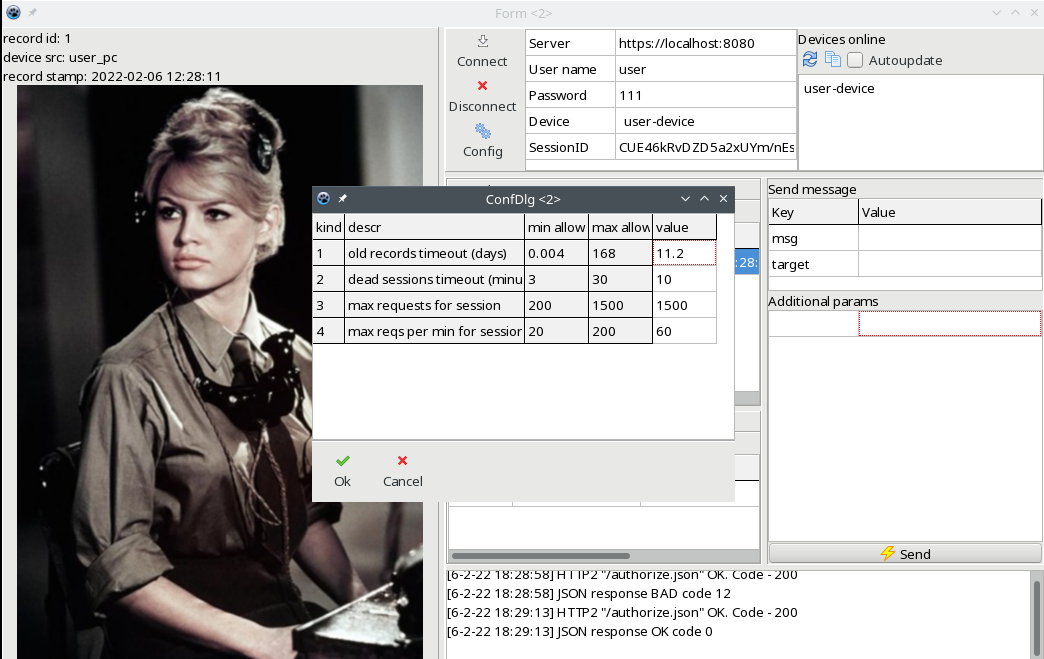 Form <2>
record id: 1
device src: user_pc
record stamp: 2022-02-06 12:28:11
Connect
Disconnect
Config
Server https://localhost:8080
User name user
Password 111
Device user-device
SessionID CUE46kRvDZD5a2xUYm/nEs
Devices online
Autoupdate
user-device
ConfDlg <2>
kind descr min allow max allow value
1 old records timeout (days) 0.004 168 11.2
2 dead sessions timeout (minu 3 30 10
3 max requests for session 200 1500 1500
4 max reqs per min for session 20 200 60
Ok
Cancel
:28:
Send message
Key Value
msg
target
Additional params
Send
[6-2-22 18:28:58] HTTP2 "/authorize.json" OK. Code - 200
[6-2-22 18:28:58] JSON response BAD code 12
[6-2-22 18:29:13] HTTP2 "/authorize.json" OK. Code - 200
[6-2-22 18:29:13] JSON response OK code 0